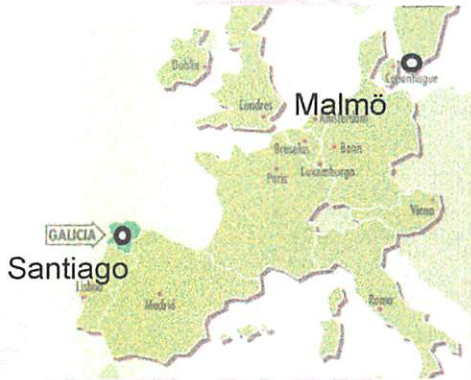 Dublin
Copenhague
Londres
Malmö
Amsterdam
Bruselas
Bonn
Paris
Luxemburgo
Viena
GALICIA
Santiago
Lisboa
Madrid
Roma